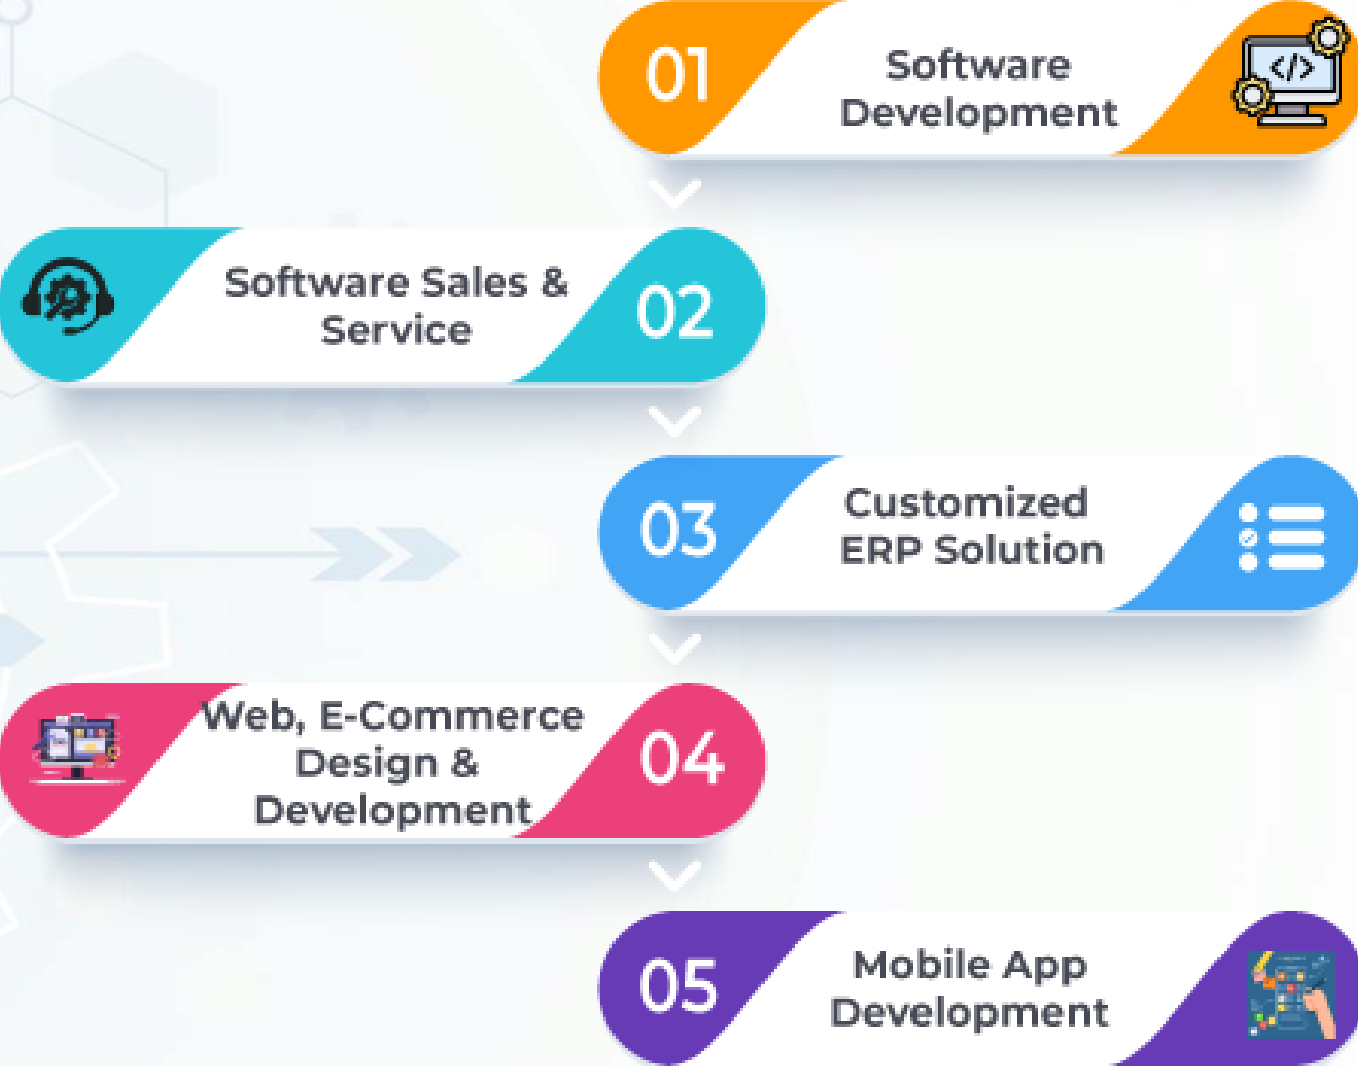 01
Software
Development
</>
Software Sales &
Service
02
03
Customized
ERP Solution
Web, E-Commerce
Design &
Development
04
05
Mobile App
Development